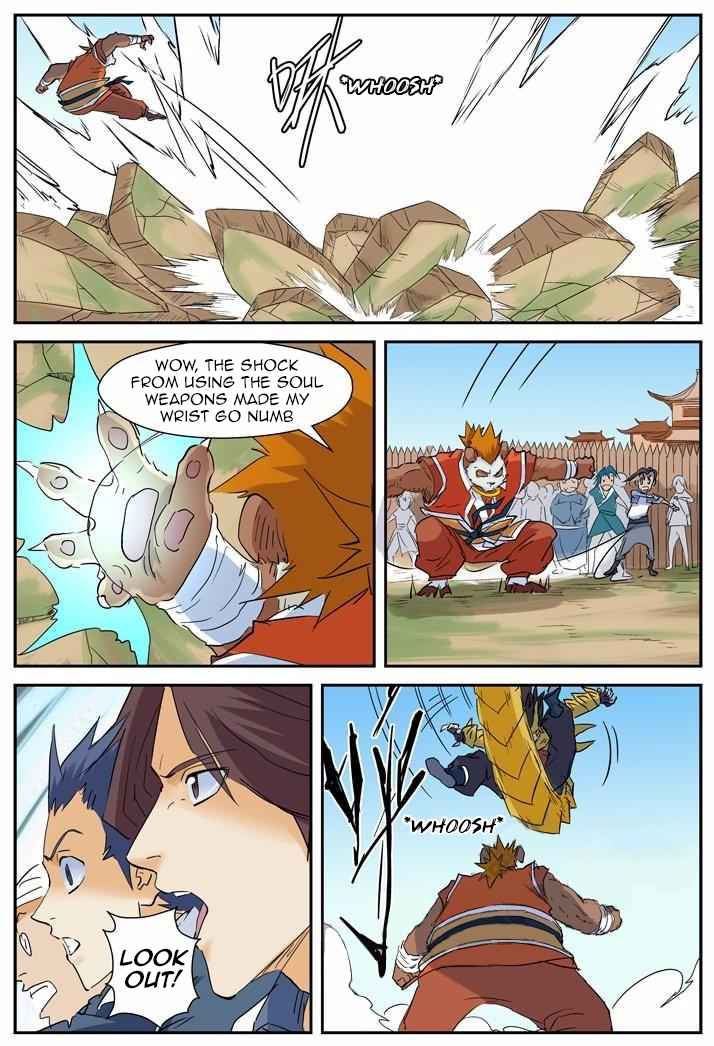 *WHOOSH*
WOW, THE SHOCK
FROM USING THE SOUL
WEAPONS MADE MY
WRIST GO NUMB
LOOK
OUT!
*WHOOSH*